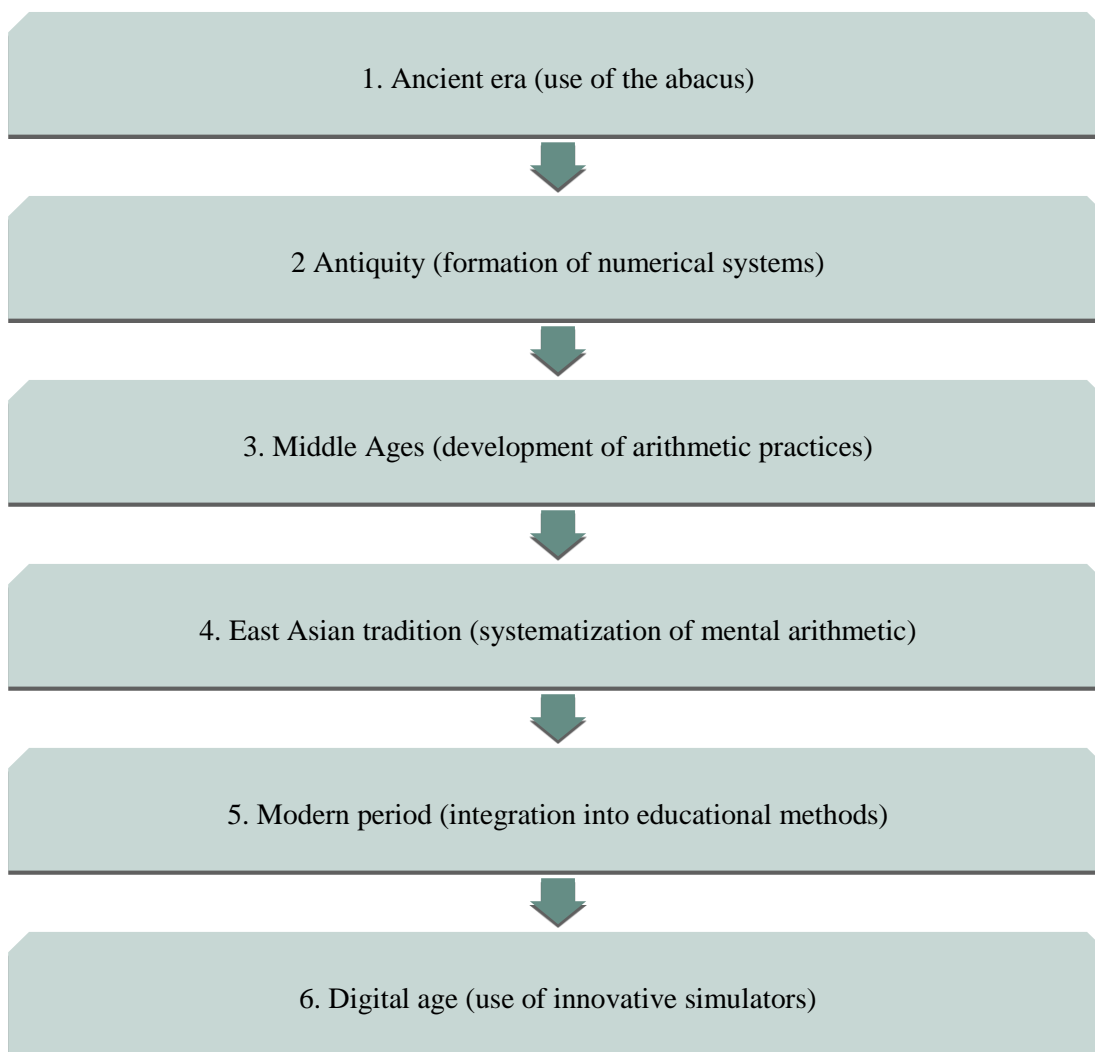 1. Ancient era (use of the abacus)
2 Antiquity (formation of numerical systems)
3. Middle Ages (development of arithmetic practices)
4. East Asian tradition (systematization of mental arithmetic)
5. Modern period (integration into educational methods)
6. Digital age (use of innovative simulators)